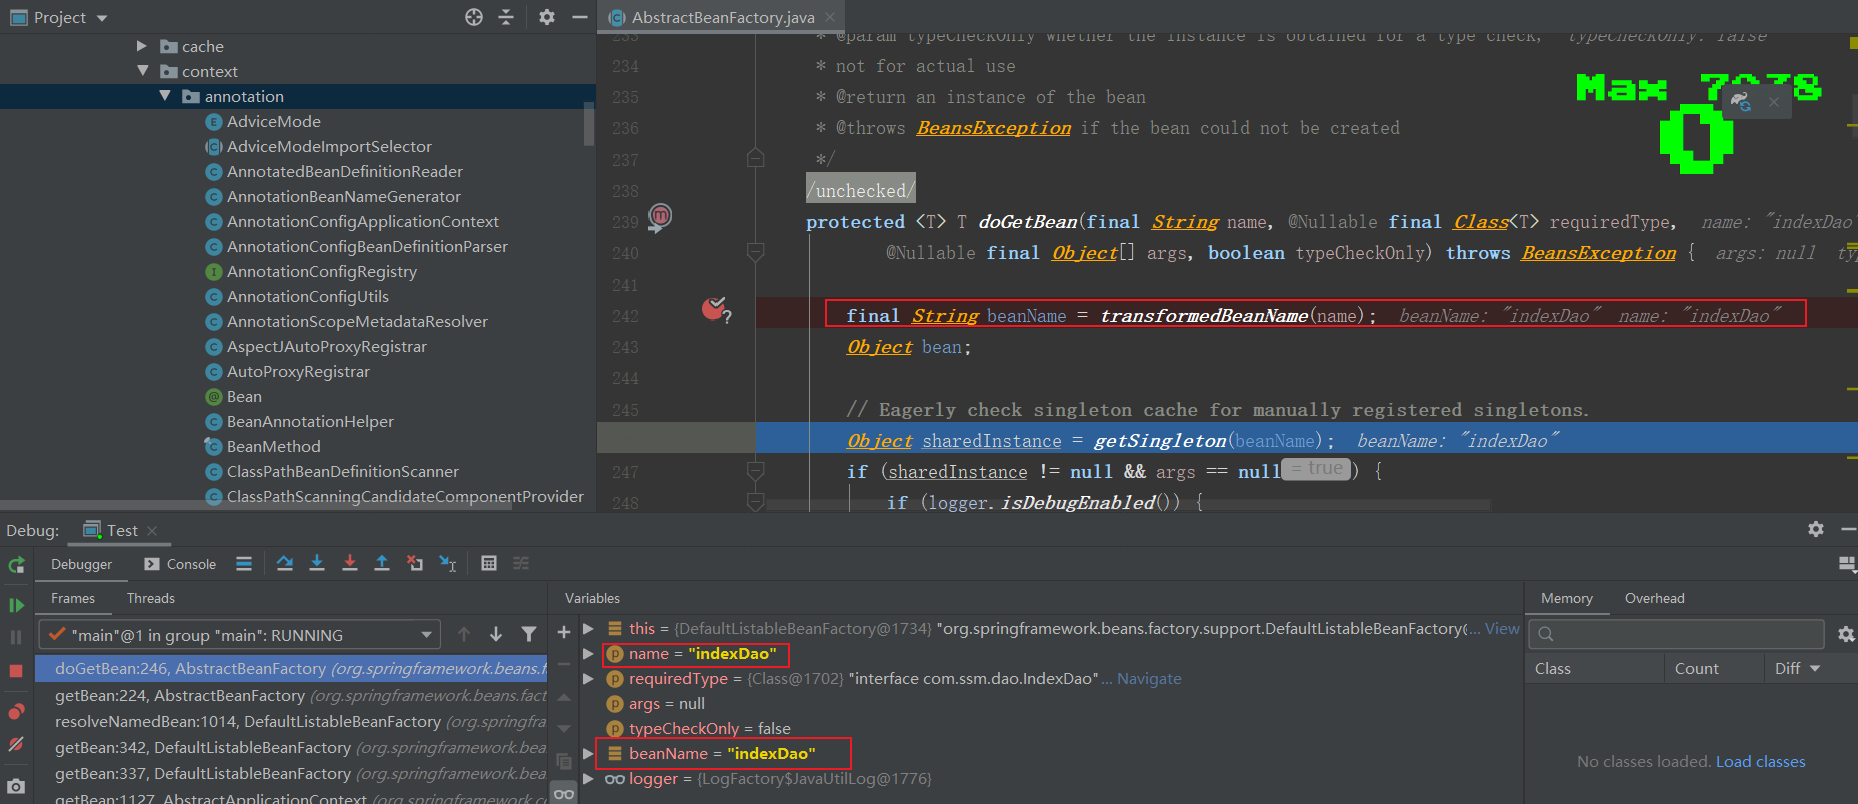 Project
AbstractBeanFactory.java
cache
context
annotation
AdviceMode
AdviceModeImportSelector
AnnotatedBeanDefinitionReader
AnnotationBeanNameGenerator
AnnotationConfigApplicationContext
AnnotationConfigBeanDefinitionParser
AnnotationConfigRegistry
AnnotationConfigUtils
AnnotationScopeMetadataResolver
AspectJAutoProxyRegistrar
AutoProxyRegistrar
Bean
BeanAnnotationHelper
BeanMethod
ClassPathBeanDefinitionScanner
ClassPathScanningCandidateComponentProvider
233 * @param typeCheckOnly whether the instance is obtained for a type check, typeCheckOnly: false
234 * not for actual use
235 * @return an instance of the bean
236 * @throws BeansException if the bean could not be created
237 */
238 /unchecked/
239 protected <T> T doGetBean(final String name, @Nullable final Class<T> requiredType, name: "indexDao"
240 @Nullable final Object[] args, boolean typeCheckOnly) throws BeansException { args: null ty
241
242 final String beanName = transformedBeanName(name); beanName: "indexDao" name: "indexDao"
243 Object bean;
244
245 // Eagerly check singleton cache for manually registered singletons.
Object sharedInstance = getSingleton(beanName); beanName: "indexDao"
247 if (sharedInstance != null && args == null = true ) {
248 if (logger.isDebugEnabled()) {
Max 7078
0
Debug: Test
Debugger Console
Frames Threads
"main"@1 in group "main": RUNNING
doGetBean:246, AbstractBeanFactory (org.springframework.beans.f
getBean:224, AbstractBeanFactory (org.springframework.beans.fact
resolveNamedBean:1014, DefaultListableBeanFactory (org.springfr
getBean:342, DefaultListableBeanFactory (org.springframework.bea
getBean:337, DefaultListableBeanFactory (org.springframework.bea
getBean:1127, AbstractApplicationContext (org.springframework.co
Variables
this = {DefaultListableBeanFactory@1734} "org.springframework.beans.factory.support.DefaultListableBeanFactory@... View
name = "indexDao"
requiredType = {Class@1702} "interface com.ssm.dao.IndexDao"... Navigate
args = null
typeCheckOnly = false
beanName = "indexDao"
logger = {LogFactory$JavaUtilLog@1776}
Memory Overhead
Class Count Diff
No classes loaded. Load classes